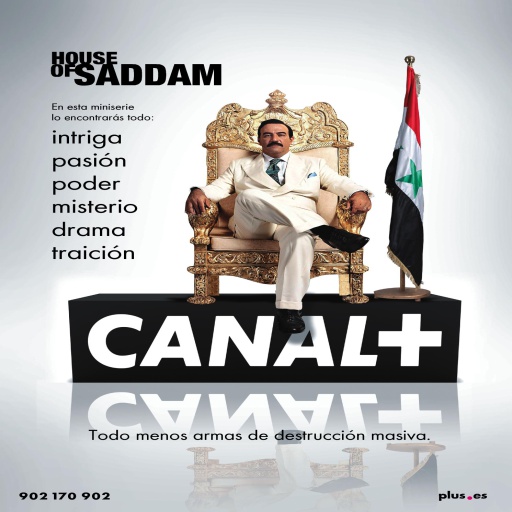 HOUSE
OF SADDAM
En esta miniserie
lo encontrarás todo:
intriga
pasión
poder
misterio
drama
traición
CANAL+
Todo menos armas de destrucción masiva.
902 170 902
plus.es